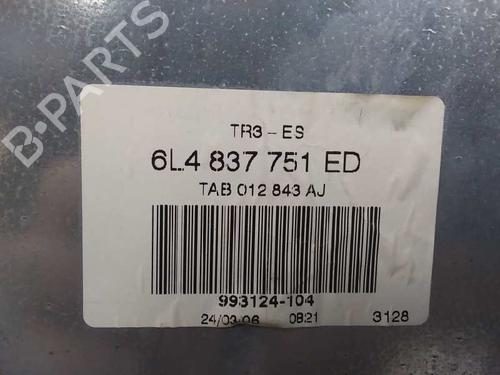 TR3-ES
6L4 837 751 ED
TAB 012 843 AJ
993124-104
24/03/06 08:21 3128
B-PARTS